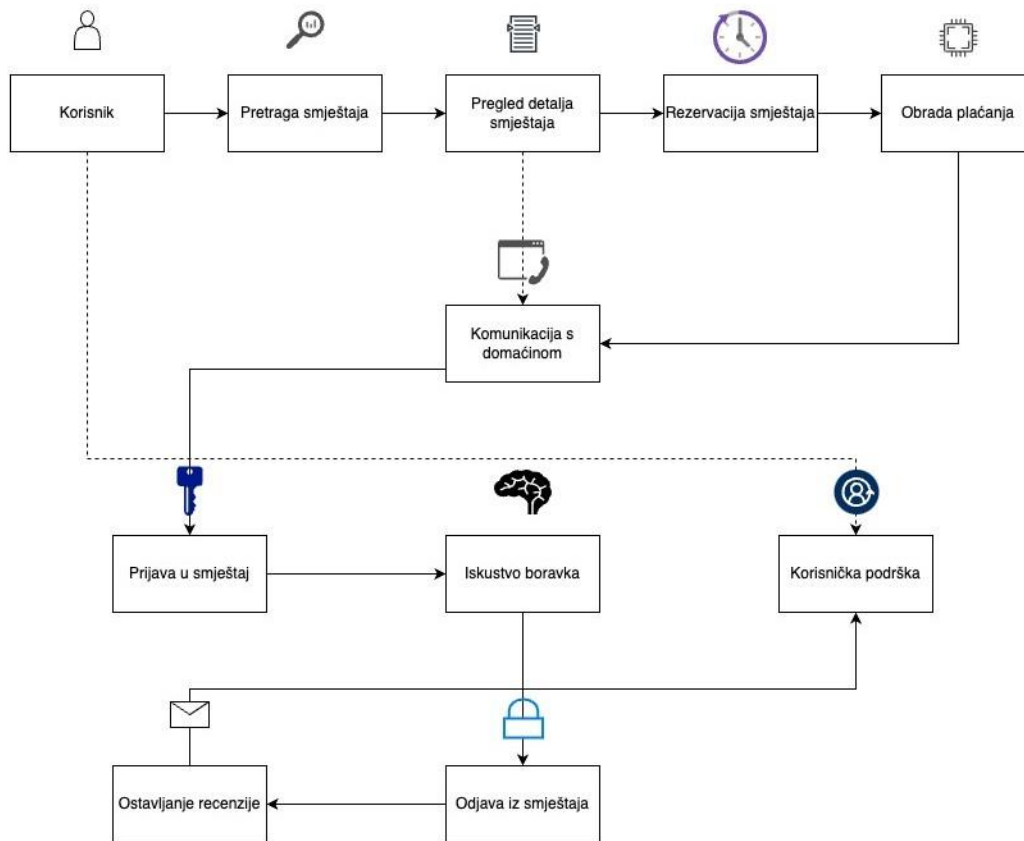 Korisnik
Pretraga smještaja
Pregled detalja
smještaja
Rezervacija smještaja
Obrada plaćanja
Komunikacija s
domaćinom
Prijava u smještaj
Iskustvo boravka
Korisnička podrška
Ostavljanje recenzije
Odjava iz smještaja